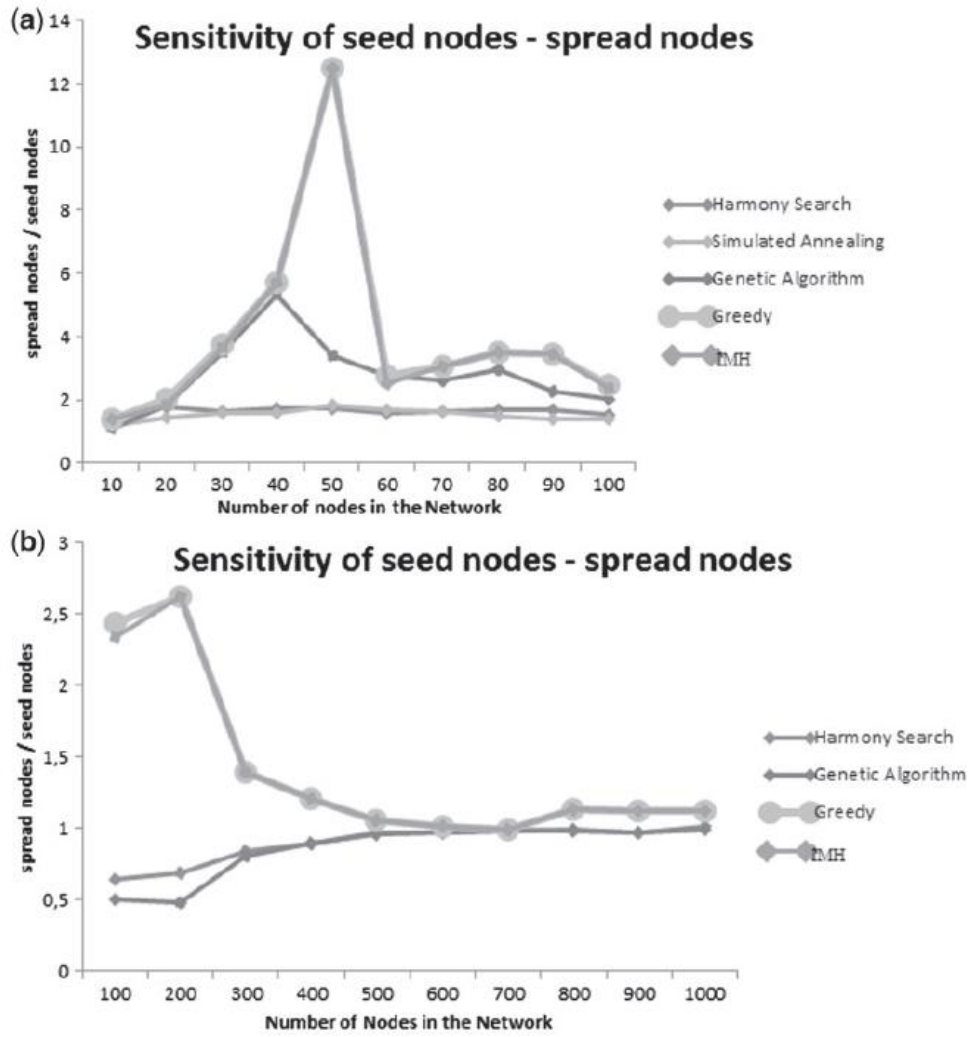 (a)
Sensitivity of seed nodes - spread nodes
14
12
10
8
6
4
2
0
spread nodes / seed nodes
10 20 30 40 50 60 70 80 90 100
Number of nodes in the Network
Harmony Search
Simulated Annealing
Genetic Algorithm
Greedy
IMH
(b)
Sensitivity of seed nodes - spread nodes
3
2,5
2
1,5
1
0,5
0
spread nodes / seed nodes
100 200 300 400 500 600 700 800 900 1000
Number of Nodes in the Network
Harmony Search
Genetic Algorithm
Greedy
IMH